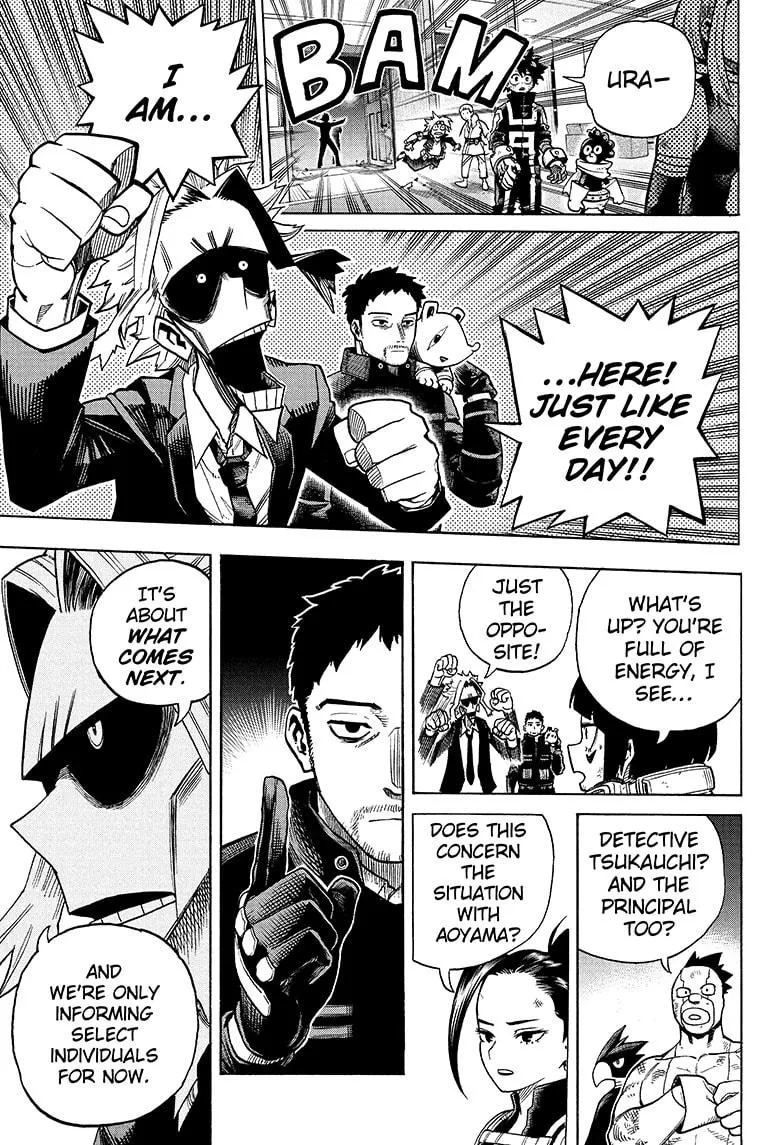 URA–
BAM
I
AM...
...HERE!
JUST LIKE
EVERY
DAY!!
WHAT'S
UP? YOU'RE
FULL OF
ENERGY, I
SEE...
JUST
THE
OPPO-
SITE!
DETECTIVE
TSUKAUCHI?
AND THE
PRINCIPAL
TOO?
DOES THIS
CONCERN
THE
SITUATION
WITH
AOYAMA?
IT'S
ABOUT
WHAT
COMES
NEXT.
AND
WE'RE ONLY
INFORMING
SELECT
INDIVIDUALS
FOR NOW.